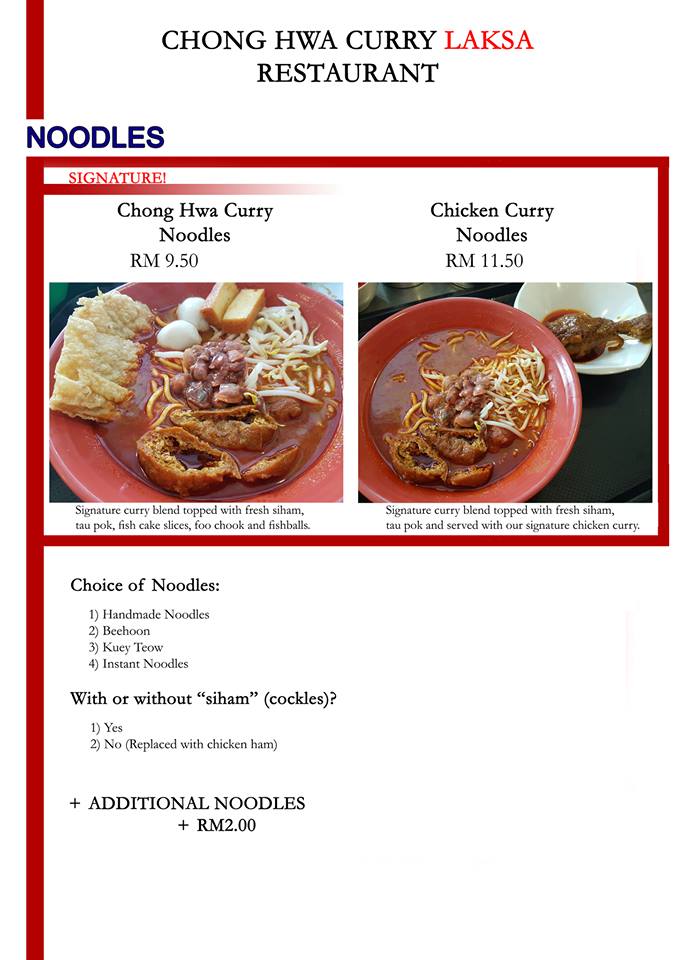 CHONG HWA CURRY LAKSA
RESTAURANT
NOODLES
SIGNATURE!
Chong Hwa Curry
Noodles
RM 9.50
Signature curry blend topped with fresh siham,
tau pok, fish cake slices, foo chook and fishballs.
Chicken Curry
Noodles
RM 11.50
Signature curry blend topped with fresh siham,
tau pok and served with our signature chicken curry.
Choice of Noodles:
1) Handmade Noodles
2) Beehoon
3) Kuey Teow
4) Instant Noodles
With or without “siham” (cockles)?
1) Yes
2) No (Replaced with chicken ham)
+ ADDITIONAL NOODLES
+ RM2.00